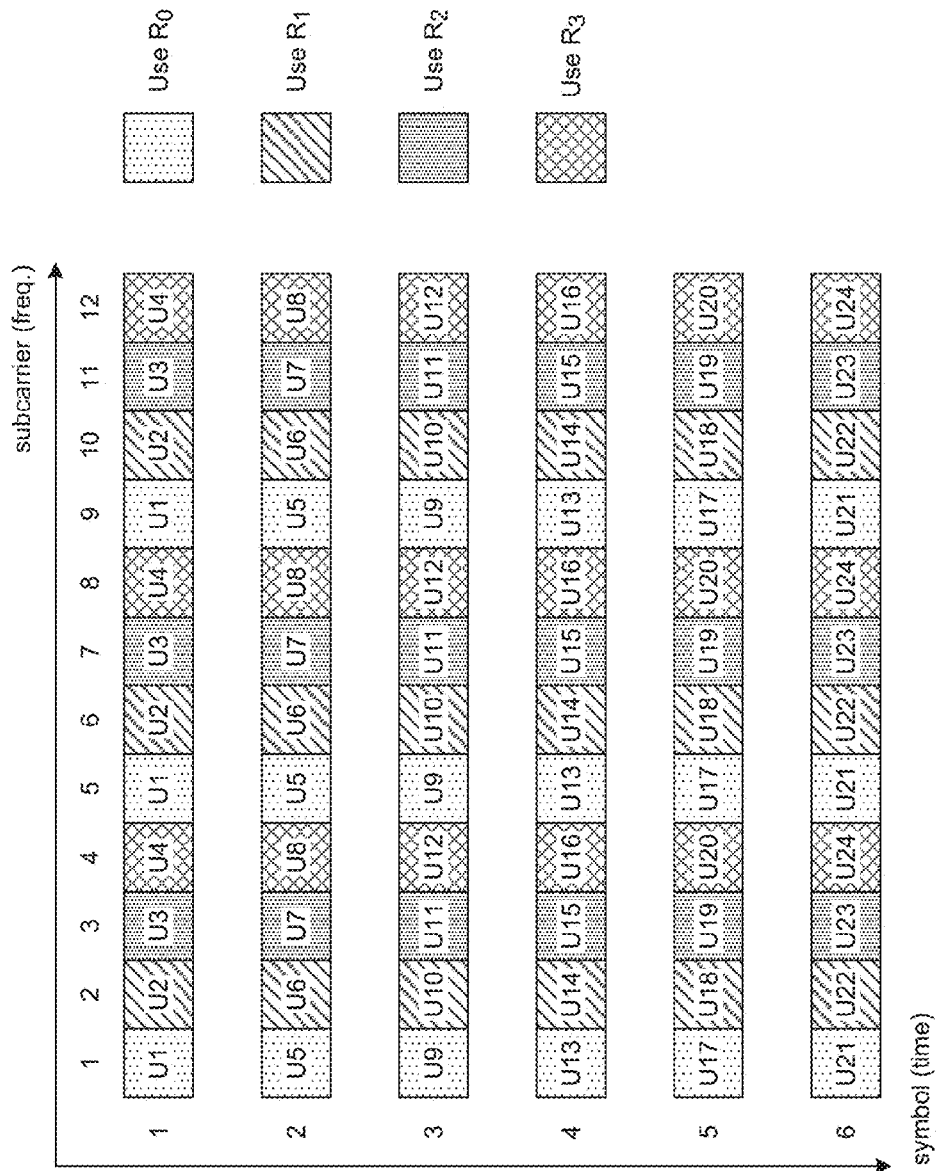 subcarrier (freq.)
1 2 3 4 5 6 7 8 9 10 11 12
1 U1 U2 U3 U4 U1 U2 U3 U4 U1 U2 U3 U4
2 U5 U6 U7 U8 U5 U6 U7 U8 U5 U6 U7 U8
3 U9 U10 U11 U12 U9 U10 U11 U12 U9 U10 U11 U12
4 U13 U14 U15 U16 U13 U14 U15 U16 U13 U14 U15 U16
5 U17 U18 U19 U20 U17 U18 U19 U20 U17 U18 U19 U20
6 U21 U22 U23 U24 U21 U22 U23 U24 U21 U22 U23 U24
symbol (time)
Use R0
Use R1
Use R2
Use R3